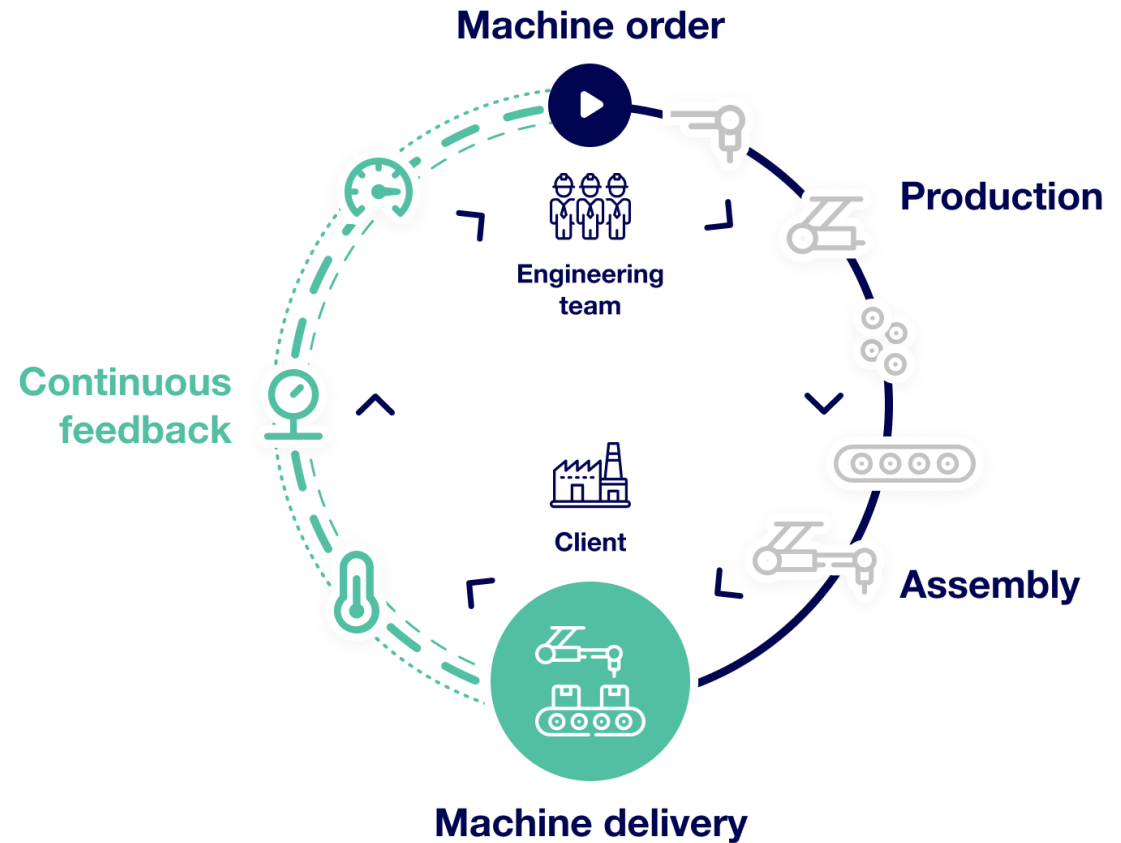 Machine order
Production
Engineering
team
Continuous
feedback
Client
Assembly
Machine delivery